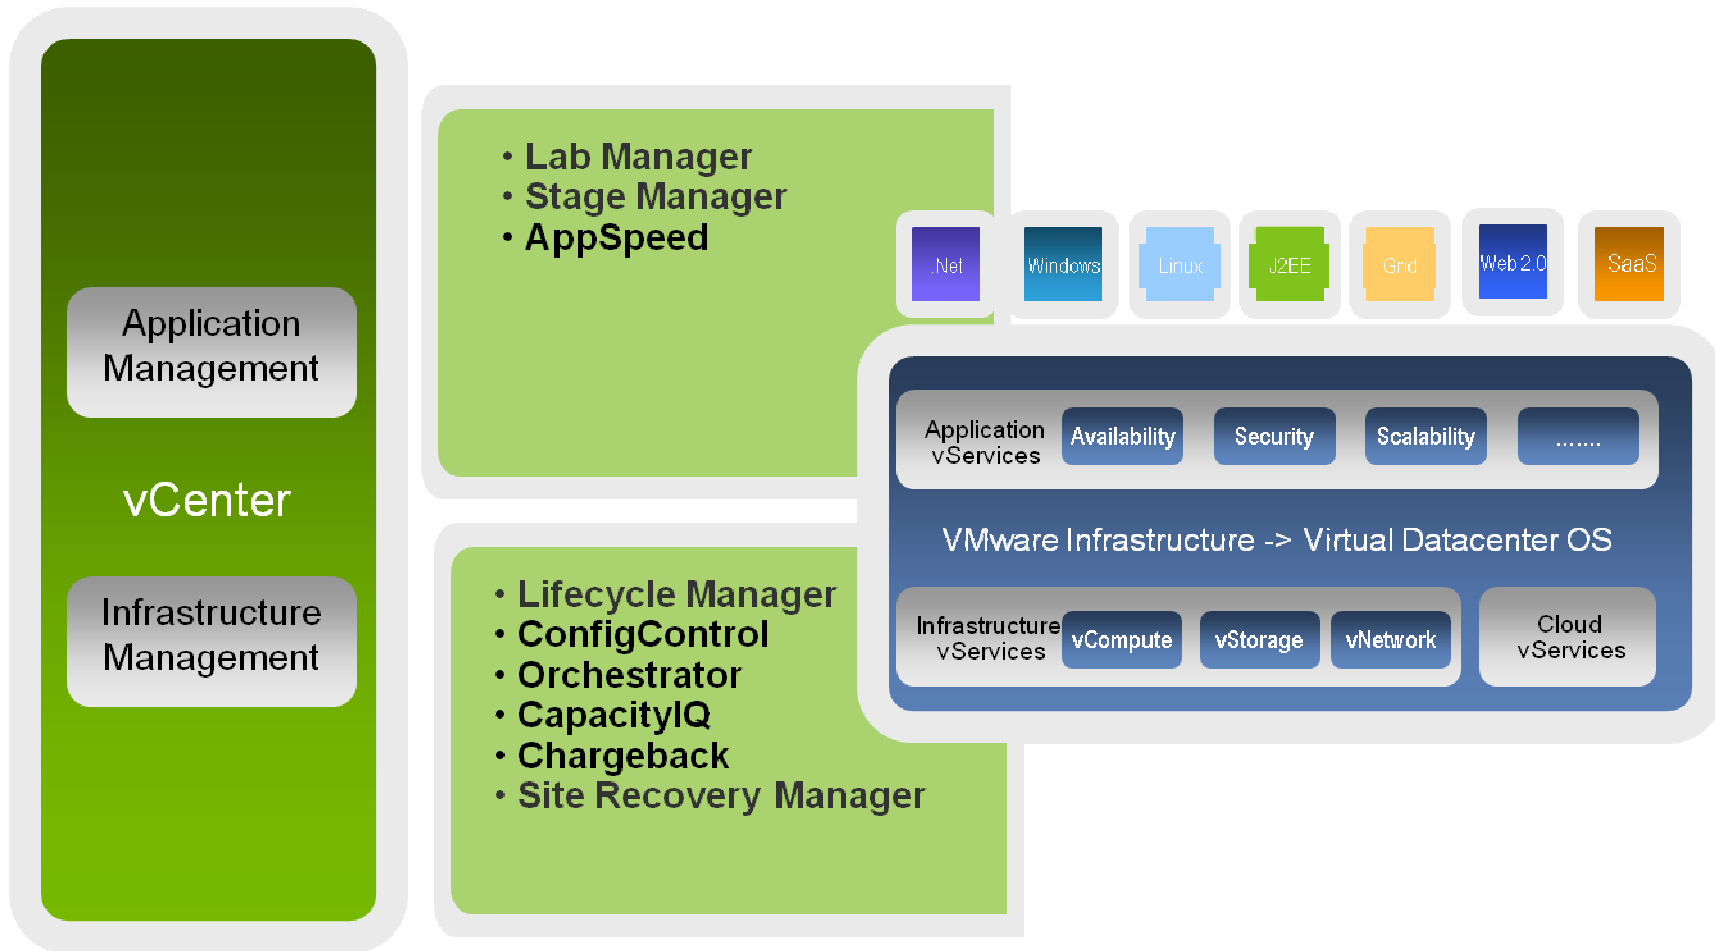 Application
Management
vCenter
Infrastructure
Management
• Lab Manager
• Stage Manager
• AppSpeed
• Lifecycle Manager
• ConfigControl
• Orchestrator
• CapacityIQ
• Chargeback
• Site Recovery Manager
.Net
Windows
Linux
J2EE
Grid
Web 2.0
SaaS
Application
vServices
Availability
Security
Scalability
.......
VMware Infrastructure -> Virtual Datacenter OS
Infrastructure
vServices
vCompute
vStorage
vNetwork
Cloud
vServices